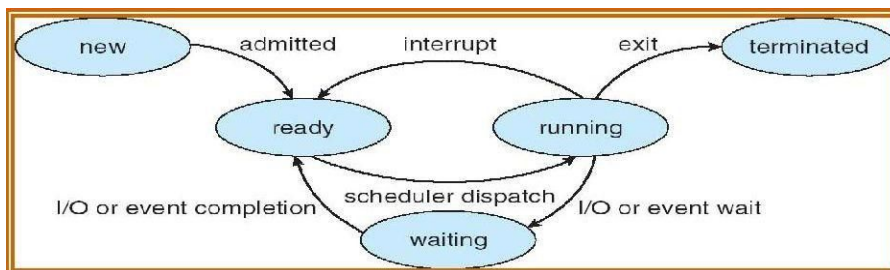 new
admitted
interrupt
exit
terminated
ready
running
I/O or event completion
scheduler dispatch
I/O or event wait
waiting